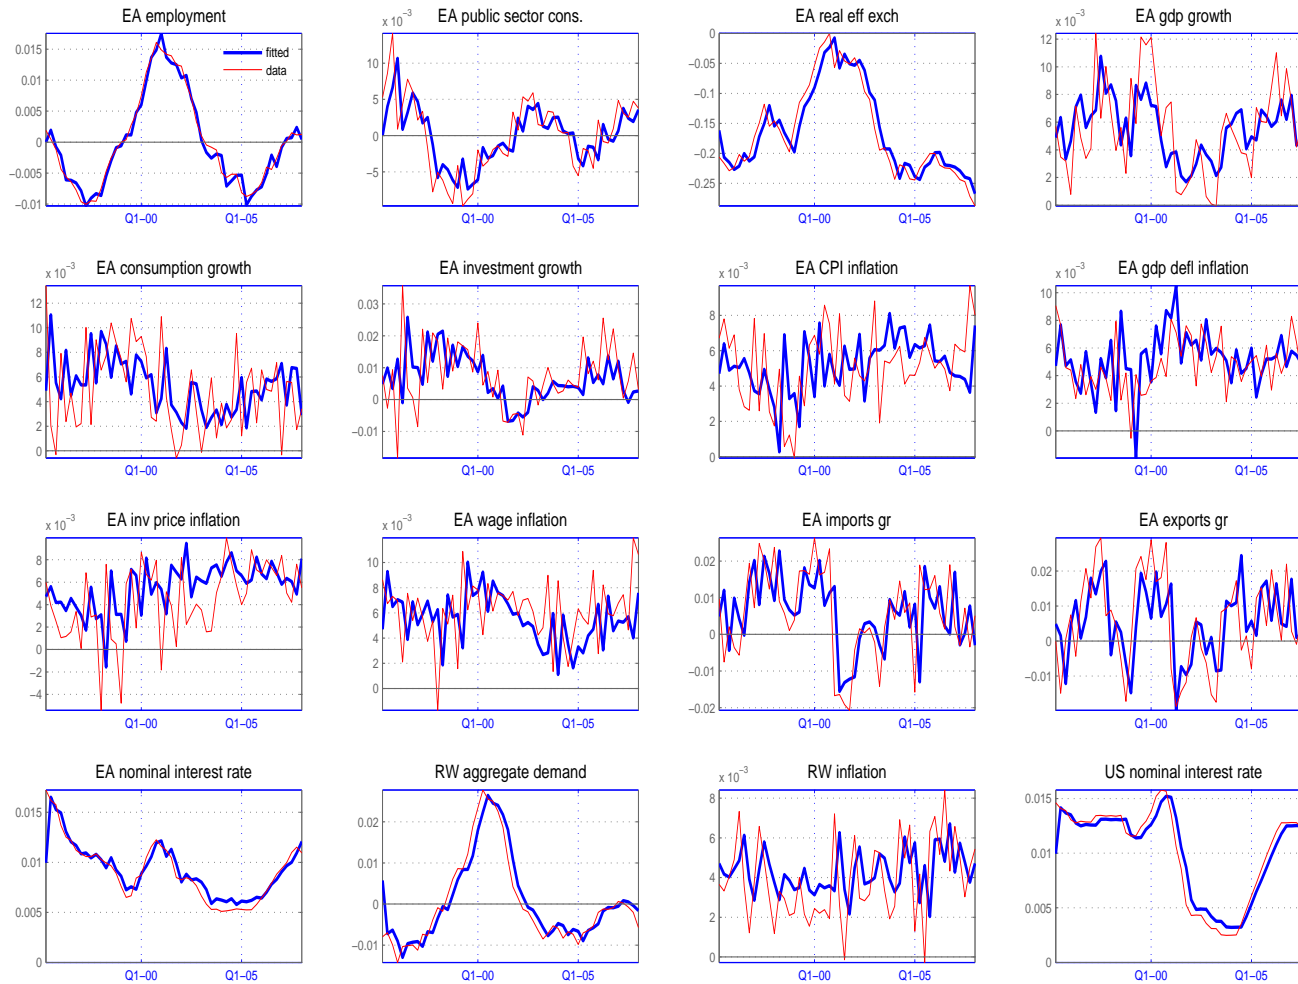 EA employment
0.015
0.01
0.005
0
−0.005
−0.01
fitted
data
Q1−00
Q1−05
EA public sector cons.
x 10−3
10
5
0
−5
Q1−00
Q1−05
EA real eff exch
0
−0.05
−0.1
−0.15
−0.2
−0.25
Q1−00
Q1−05
EA gdp growth
x 10−3
12
10
8
6
4
2
0
Q1−00
Q1−05
EA consumption growth
x 10−3
12
10
8
6
4
2
0
Q1−00
Q1−05
EA investment growth
0.03
0.02
0.01
0
−0.01
Q1−00
Q1−05
EA CPI inflation
x 10−3
8
6
4
2
0
Q1−00
Q1−05
EA gdp defl inflation
x 10−3
10
8
6
4
2
0
Q1−00
Q1−05
EA inv price inflation
x 10−3
8
6
4
2
0
−2
−4
Q1−00
Q1−05
EA wage inflation
x 10−3
12
10
8
6
4
2
0
Q1−00
Q1−05
EA imports gr
0.02
0.01
0
−0.01
−0.02
Q1−00
Q1−05
EA exports gr
0.02
0.01
0
−0.01
Q1−00
Q1−05
EA nominal interest rate
0.015
0.01
0.005
0
Q1−00
Q1−05
RW aggregate demand
0.02
0.01
0
−0.01
Q1−00
Q1−05
RW inflation
x 10−3
8
6
4
2
0
Q1−00
Q1−05
US nominal interest rate
0.015
0.01
0.005
0
Q1−00
Q1−05